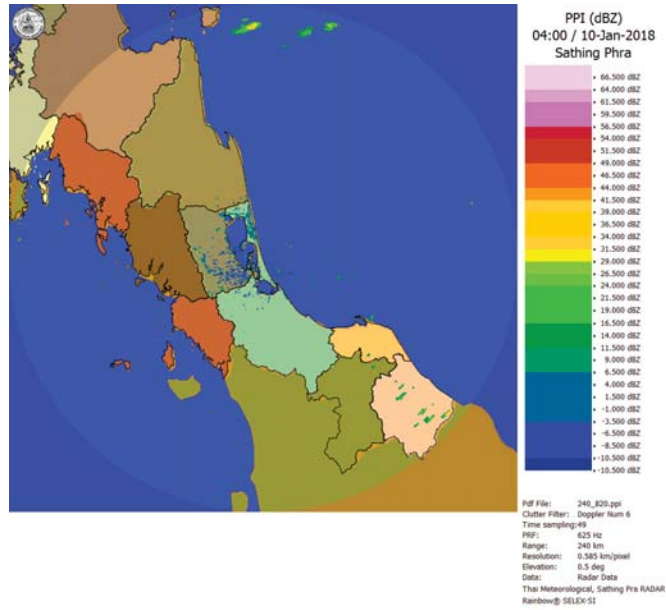 PPI (dBZ)
04:00 / 10-Jan-2018
Sathing Phra
66.500 dBZ
64.000 dBZ
61.500 dBZ
59.500 dBZ
56.500 dBZ
54.000 dBZ
51.500 dBZ
49.000 dBZ
46.500 dBZ
44.000 dBZ
41.500 dBZ
39.000 dBZ
36.500 dBZ
34.000 dBZ
31.500 dBZ
29.000 dBZ
26.500 dBZ
24.000 dBZ
21.500 dBZ
19.000 dBZ
16.500 dBZ
14.000 dBZ
11.500 dBZ
9.000 dBZ
6.500 dBZ
4.000 dBZ
1.500 dBZ
-1.000 dBZ
-3.500 dBZ
-6.500 dBZ
-8.500 dBZ
-10.500 dBZ
-10.500 dBZ
Pdf File: 240_820.ppi
Clutter Filter: Doppler Num 6
Time sampling:49
PRF: 625 Hz
Range: 240 km
Resolution: 0.585 km/pixel
Elevation: 0.5 deg
Data: Radar Data
Thai Meteorological, Sathing Fra RADAR
Rainbow® SELEX-SI